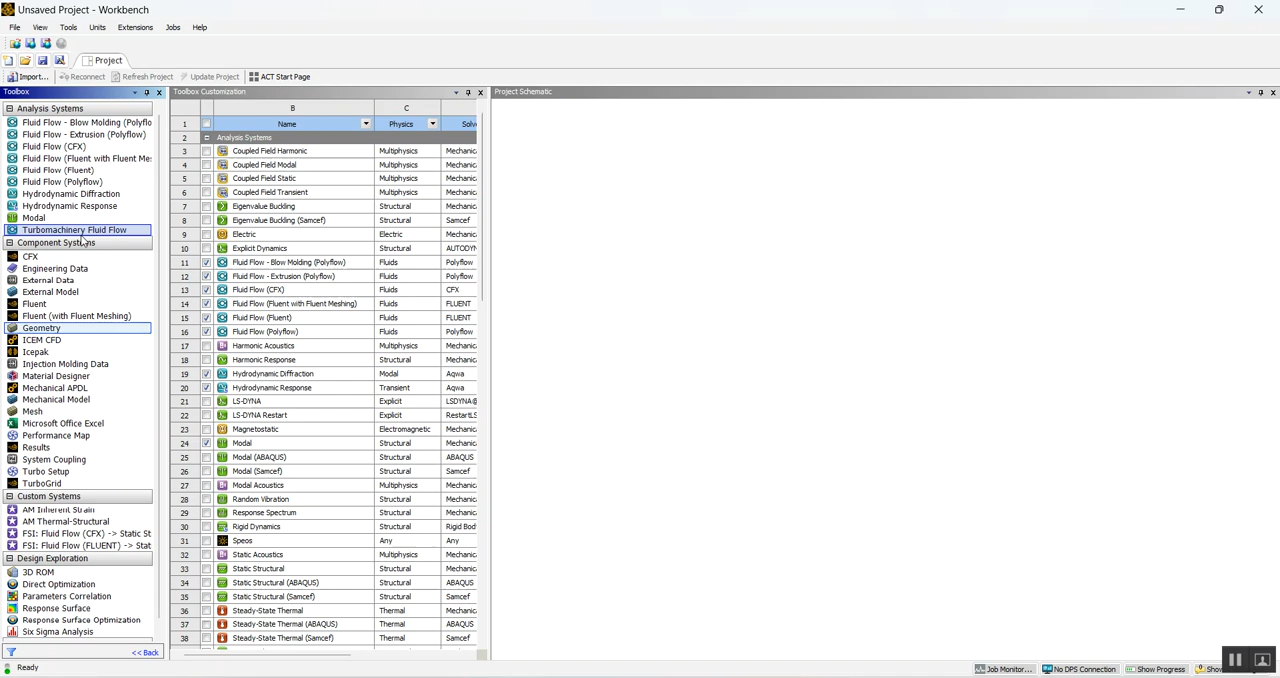 Unsaved Project - Workbench
File View Tools Units Extensions Jobs Help
Project
Import... Reconnect Refresh Project Update Project ACT Start Page
Toolbox
Analysis Systems
Fluid Flow - Blow Molding (Polyflo
Fluid Flow - Extrusion (Polyflow)
Fluid Flow (CFX)
Fluid Flow (Fluent with Fluent Me:
Fluid Flow (Fluent)
Fluid Flow (Polyflow)
Hydrodynamic Diffraction
Hydrodynamic Response
Modal
Turbomachinery Fluid Flow
Component Systems
CFX
Engineering Data
External Data
External Model
Fluent
Fluent (with Fluent Meshing)
Geometry
ICEM CFD
Icepak
Injection Molding Data
Material Designer
Mechanical APDL
Mechanical Model
Mesh
Microsoft Office Excel
Performance Map
Results
System Coupling
Turbo Setup
TurboGrid
Custom Systems
AM Inherent Strain
AM Thermal-Structural
FSI: Fluid Flow (CFX) -> Static St
FSI: Fluid Flow (FLUENT) -> Stat
Design Exploration
3D ROM
Direct Optimization
Parameters Correlation
Response Surface
Response Surface Optimization
Six Sigma Analysis
<< Back
Toolbox Customization
B C
1 Name Physics Solv
2 Analysis Systems
3 Coupled Field Harmonic Multiphysics Mechanic
4 Coupled Field Modal Multiphysics Mechanic
5 Coupled Field Static Multiphysics Mechanic
6 Coupled Field Transient Multiphysics Mechanic
7 Eigenvalue Buckling Structural Mechanic
8 Eigenvalue Buckling (Samcef) Structural Samcef
9 Electric Electric Mechanic
10 Explicit Dynamics Structural AUTODYN
11 Fluid Flow - Blow Molding (Polyflow) Fluids Polyflow
12 Fluid Flow - Extrusion (Polyflow) Fluids Polyflow
13 Fluid Flow (CFX) Fluids CFX
14 Fluid Flow (Fluent with Fluent Meshing) Fluids FLUENT
15 Fluid Flow (Fluent) Fluids FLUENT
16 Fluid Flow (Polyflow) Fluids Polyflow
17 Harmonic Acoustics Multiphysics Mechanic
18 Harmonic Response Structural Mechanic
19 Hydrodynamic Diffraction Modal Aqwa
20 Hydrodynamic Response Transient Aqwa
21 LS-DYNA Explicit LSDYNA@
22 LS-DYNA Restart Explicit RestartLS
23 Magnetostatic Electromagnetic Mechanic
24 Modal Structural Mechanic
25 Modal (ABAQUS) Structural ABAQUS
26 Modal (Samcef) Structural Samcef
27 Modal Acoustics Multiphysics Mechanic
28 Random Vibration Structural Mechanic
29 Response Spectrum Structural Mechanic
30 Rigid Dynamics Structural Rigid Bod
31 Speos Any Any
32 Static Acoustics Multiphysics Mechanic
33 Static Structural Structural Mechanic
34 Static Structural (ABAQUS) Structural ABAQUS
35 Static Structural (Samcef) Structural Samcef
36 Steady-State Thermal Thermal Mechanic
37 Steady-State Thermal (ABAQUS) Thermal ABAQUS
38 Steady-State Thermal (Samcef) Thermal Samcef
Project Schematic
Ready
Job Monitor... No DPS Connection Show Progress Show